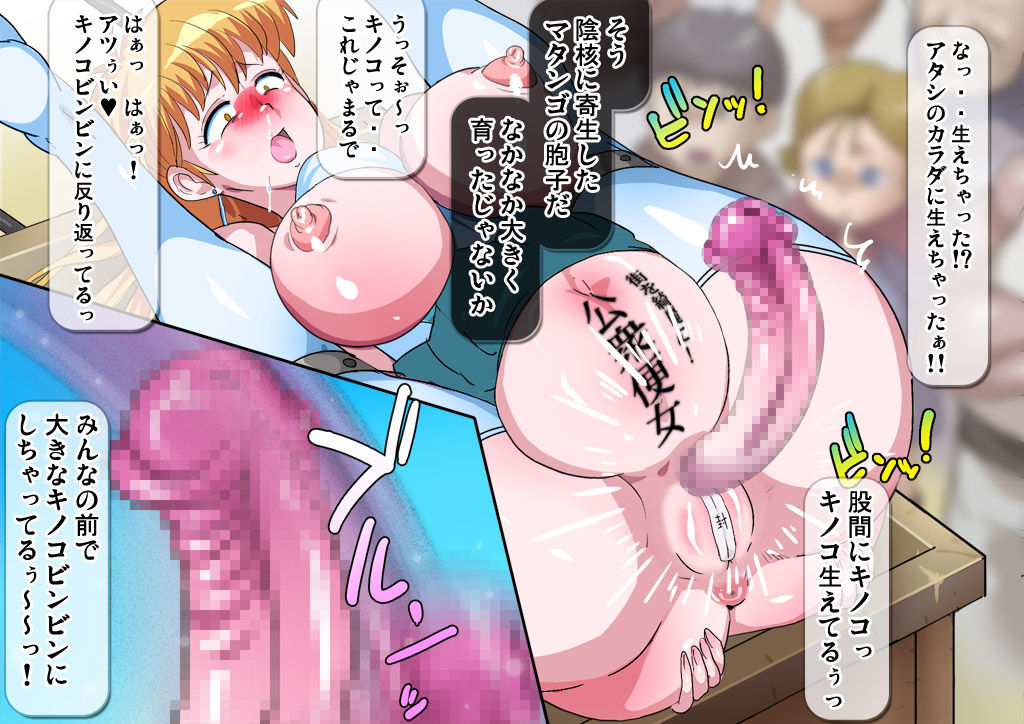 なっ・・生えちゃった!?
アタシのカラダに生えちゃったぁ!!
ビンッ!
そう
陰核に寄生した
マタンゴの胞子だ
なかなか大きく
育ったじゃないか
うっそぉ～っ
キノコって・・
これじゃまるで
はぁっ はぁっ!
アツぅい♥
キノコビンビンに反り返ってるっ
公衆便女
封
ビンッ!
股間にキノコっ
キノコ生えてるぅっ
ブルンッ
みんなの前で
大きなキノコビンビンに
しちゃってるぅ～～っ!